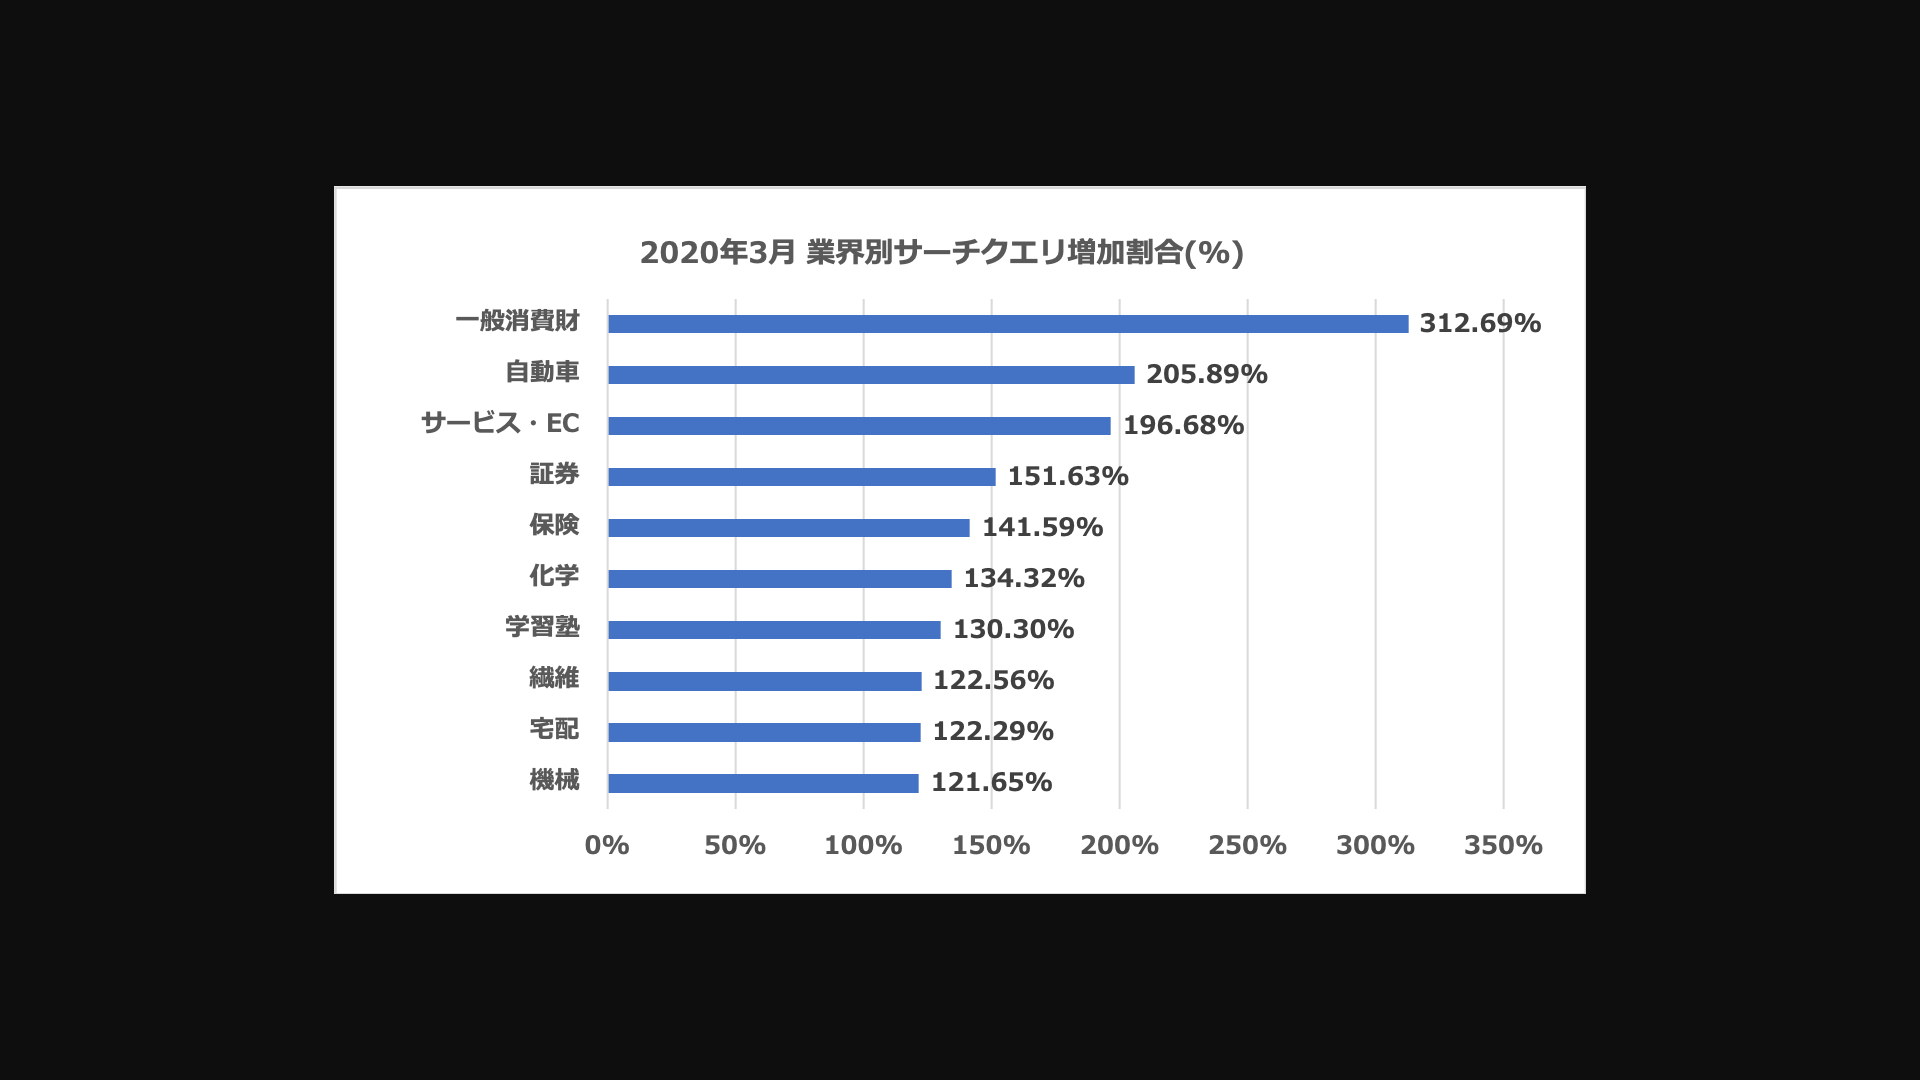 2020年3月 業界別サーチクエリ増加割合(%)
一般消費財 312.69%
自動車 205.89%
サービス・EC 196.68%
証券 151.63%
保険 141.59%
化学 134.32%
学習塾 130.30%
繊維 122.56%
宅配 122.29%
機械 121.65%
0% 50% 100% 150% 200% 250% 300% 350%